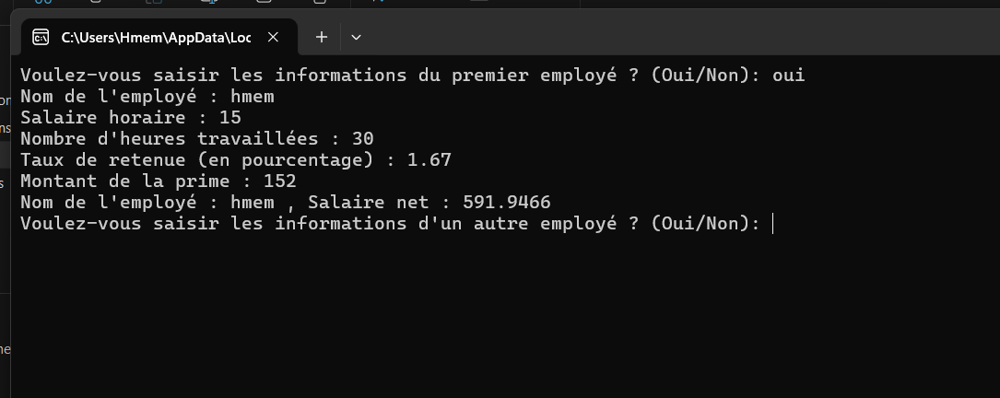 C:\Users\Hmem\AppData\Loc
Voulez-vous saisir les informations du premier employé ? (Oui/Non): oui
Nom de l'employé : hmem
Salaire horaire : 15
Nombre d'heures travaillées : 30
Taux de retenue (en pourcentage) : 1.67
Montant de la prime : 152
Nom de l'employé : hmem , Salaire net : 591.9466
Voulez-vous saisir les informations d'un autre employé ? (Oui/Non):